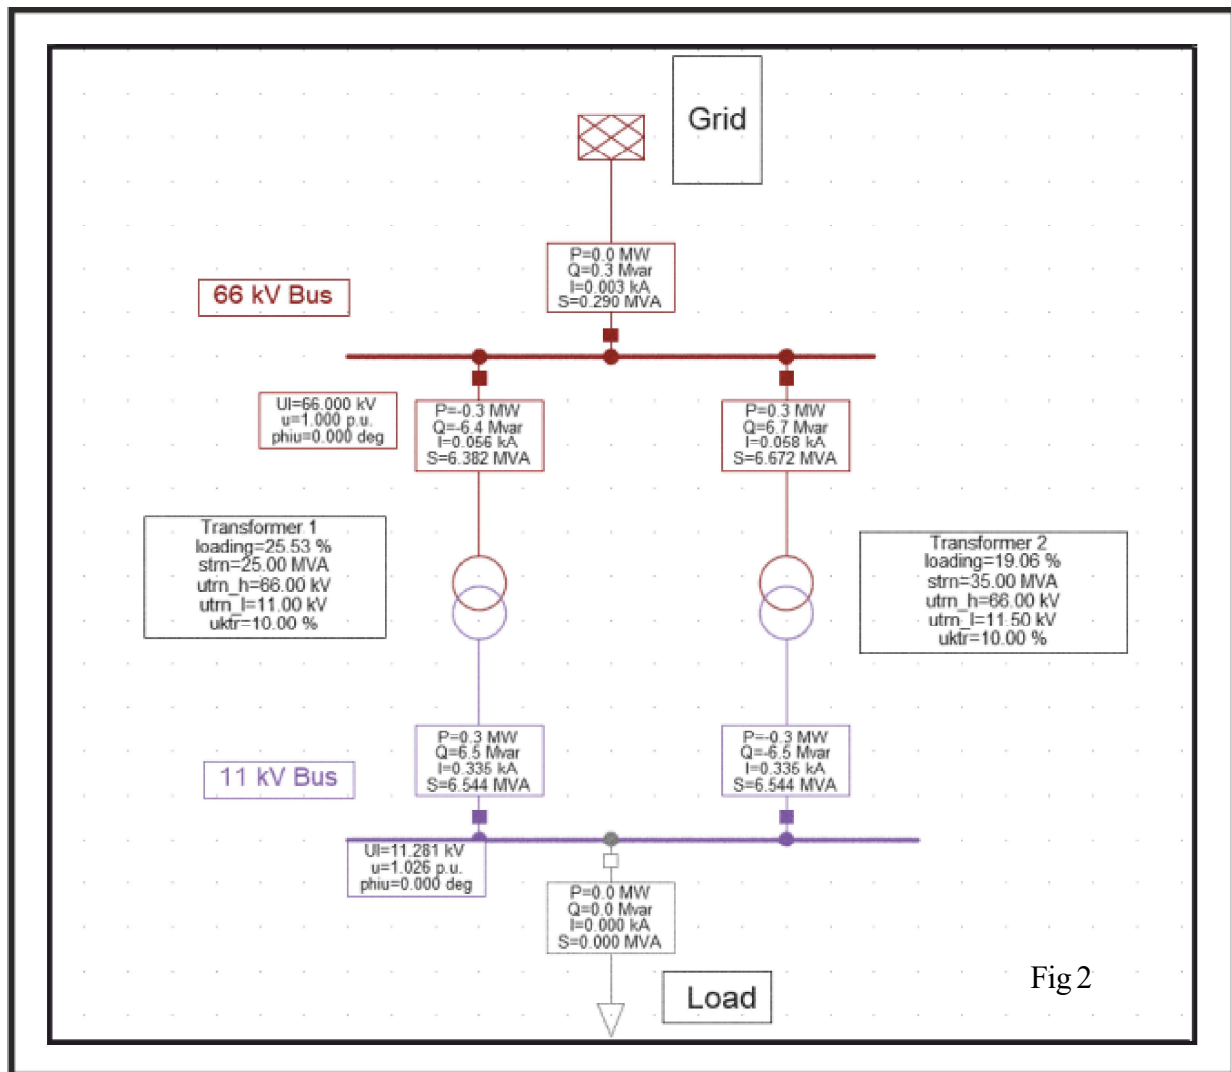 Grid
P=0.0 MW
Q=0.3 Mvar
I=0.003 kA
S=0.290 MVA
66 kV Bus
Ul=66.000 kV
u=1.000 p.u.
phiu=0.000 deg
P=-0.3 MW
Q=-6.4 Mvar
I=0.056 kA
S=6.382 MVA
P=0.3 MW
Q=6.7 Mvar
I=0.058 kA
S=6.672 MVA
Transformer 1
loading=25.53 %
strn=25.00 MVA
utrn_h=66.00 kV
utrn_l=11.00 kV
uktr=10.00 %
Transformer 2
loading=19.06 %
strn=35.00 MVA
utrn_h=66.00 kV
utrn_l=11.50 kV
uktr=10.00 %
P=0.3 MW
Q=6.5 Mvar
I=0.335 kA
S=6.544 MVA
P=-0.3 MW
Q=-6.5 Mvar
I=0.335 kA
S=6.544 MVA
11 kV Bus
Ul=11.281 kV
u=1.026 p.u.
phiu=0.000 deg
P=0.0 MW
Q=0.0 Mvar
I=0.000 kA
S=0.000 MVA
Load
Fig 2